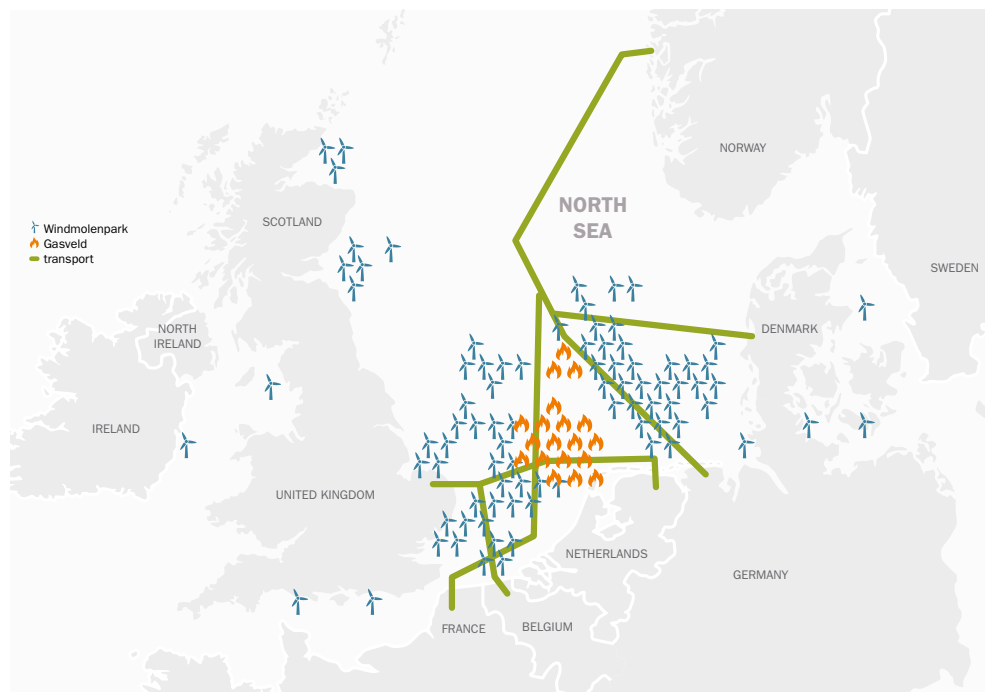 NORWAY
NORTH
SEA
SCOTLAND
Windmolenpark
Gasveld
transport
SWEDEN
NORTH
IRELAND
DENMARK
IRELAND
UNITED KINGDOM
NETHERLANDS
GERMANY
FRANCE
BELGIUM